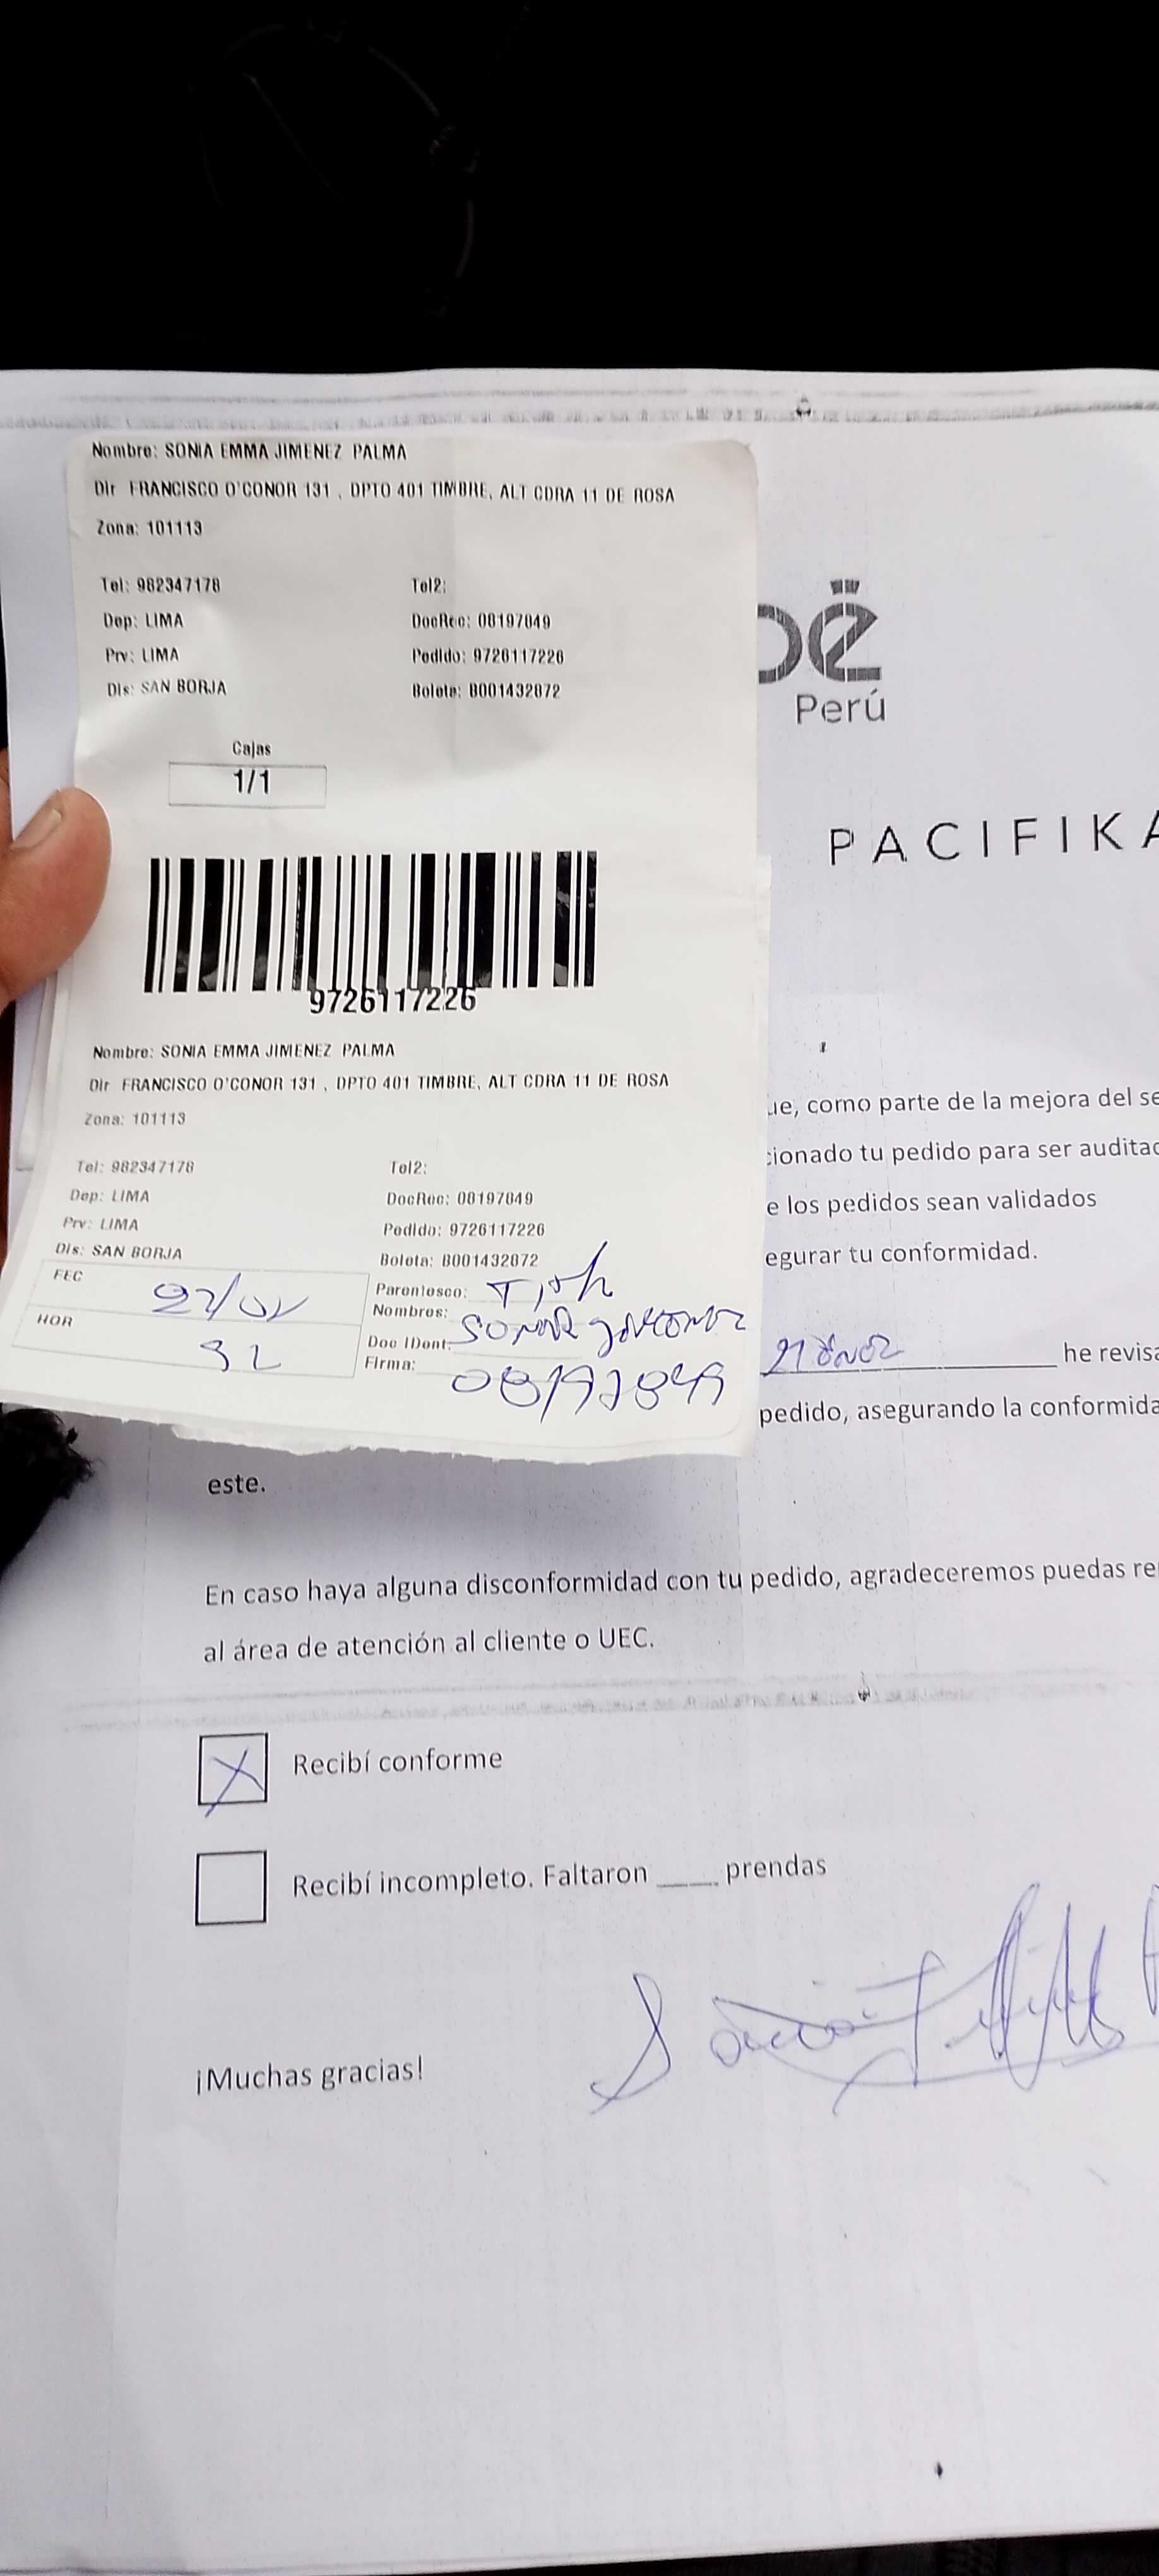 Nombre: SONIA EMMA JIMENEZ PALMA
Dir FRANCISCO O'CONOR 131 , DPTO 401 TIMBRE, ALT CDRA 11 DE ROSA
Zona: 101113
Tel: 982347178 Tel2:
Dep: LIMA DocRec: 08197849
Prv: LIMA Pedido: 9726117226
Dis: SAN BORJA Boleta: B001432872
Cajas
1/1
9726117226
Nombre: SONIA EMMA JIMENEZ PALMA
Dir FRANCISCO O'CONOR 131 , DPTO 401 TIMBRE, ALT CDRA 11 DE ROSA
Zona: 101113
Tel: 982347178 Tel2:
Dep: LIMA DocRec: 08197849
Prv: LIMA Pedido: 9726117226
Dis: SAN BORJA Boleta: B001432872
FEC
HOR
Parentesco:
Nombres:
Doc IDent:
Firma: 08197849
Perú
PACIFIKA
ue, como parte de la mejora del se
cionado tu pedido para ser auditad
e los pedidos sean validados
egurar tu conformidad.
he revisa
pedido, asegurando la conformida
este.
En caso haya alguna disconformidad con tu pedido, agradeceremos puedas re
al área de atención al cliente o UEC.
X Recibí conforme
Recibí incompleto. Faltaron ____ prendas
¡Muchas gracias!